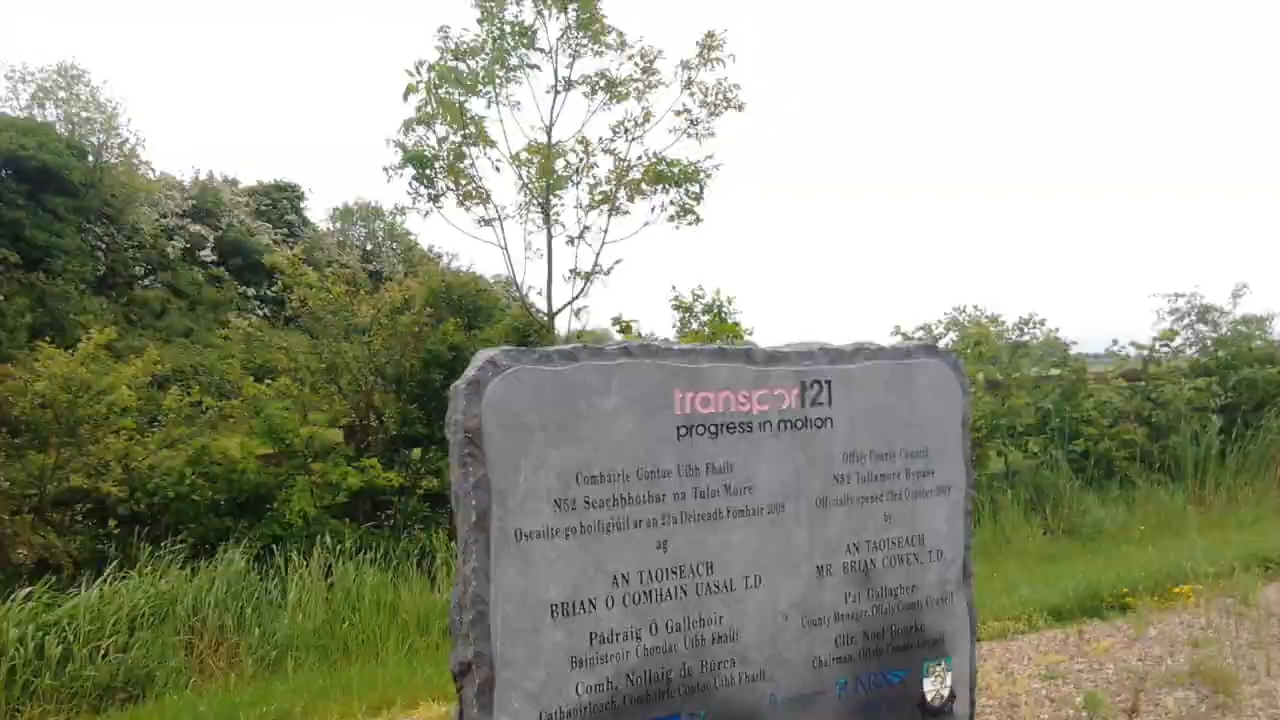 transport21
progress in motion
Comhairle Contae Uíbh Fhailí
N52 Seachbhóthar na Tulaí Móire
Oscailte go hoifigiúil ar an 23ú Deireadh Fómhair 2009
ag
AN TAOISEACH
BRIAN Ó COMHAIN UASAL T.D
Pádraig Ó Gallchóir
Bainisteoir Chondae Uíbh Fhailí
Comh. Nollaig de Búrca
Cathaoirleach, Comhairle Contae Uíbh Fhailí
Offaly County Council
N52 Tullamore Bypass
Officially opened 23rd October 2009
by
AN TAOISEACH
MR. BRIAN COWEN, T.D.
Pat Gallagher
County Manager, Offaly County Council
Cllr. Noel Bourke
Chairman, Offaly County Council
NRA